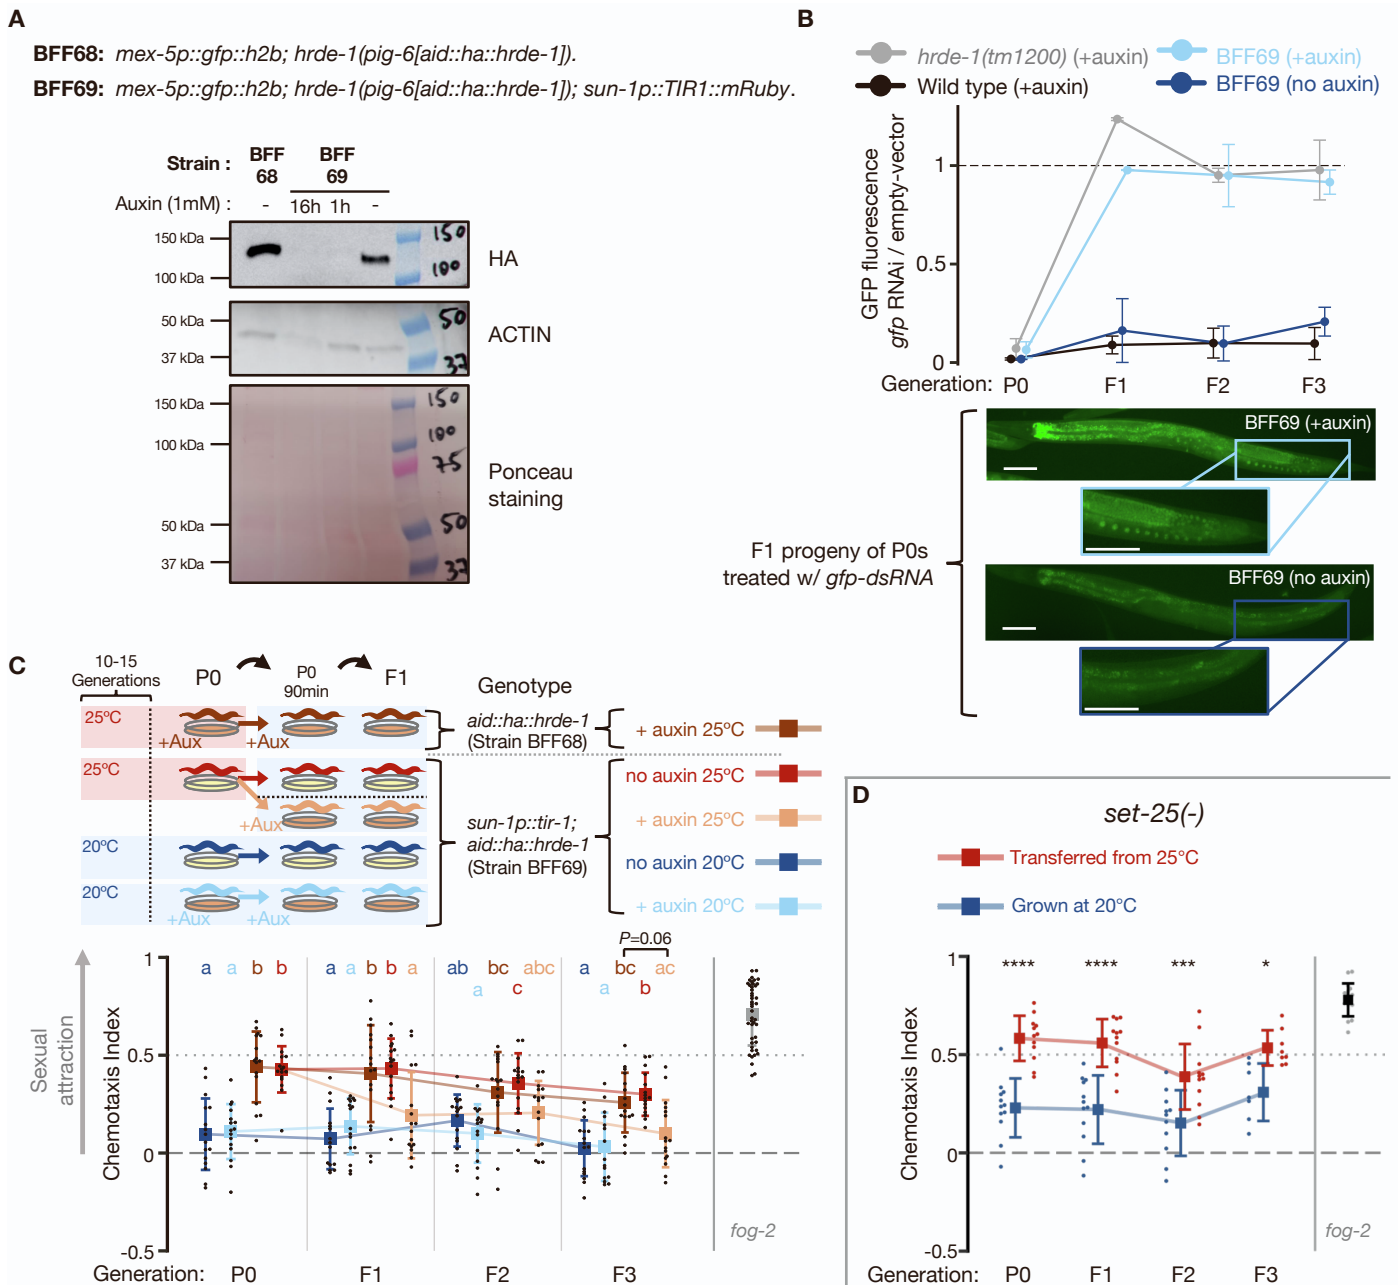 A
BFF68: mex-5p::gfp::h2b; hrde-1(pig-6[aid::ha::hrde-1]).
BFF69: mex-5p::gfp::h2b; hrde-1(pig-6[aid::ha::hrde-1]); sun-1p::TIR1::mRuby.
Strain : BFF 68 BFF 69
Auxin (1mM) : - 16h 1h -
150 kDa
100 kDa
150
100
HA
50 kDa
37 kDa
50
37
ACTIN
150 kDa
100 kDa
50 kDa
37 kDa
150
100
75
50
37
Ponceau
staining
B
hrde-1(tm1200) (+auxin)
BFF69 (+auxin)
Wild type (+auxin)
BFF69 (no auxin)
GFP fluorescence
gfp RNAi / empty-vector
1
0.5
0
Generation: P0 F1 F2 F3
F1 progeny of P0s
treated w/ gfp-dsRNA
BFF69 (+auxin)
BFF69 (no auxin)
C
10-15
Generations
P0
P0
90min
F1
Genotype
25ºC
+Aux
+Aux
aid::ha::hrde-1
(Strain BFF68)
+ auxin 25ºC
25ºC
+Aux
20ºC
20ºC
+Aux
+Aux
sun-1p::tir-1;
aid::ha::hrde-1
(Strain BFF69)
no auxin 25ºC
+ auxin 25ºC
no auxin 20ºC
+ auxin 20ºC
Sexual
attraction
Chemotaxis Index
1
0.5
0
-0.5
a a b b
a a b b a
ab a bc c abc
a a bc b ac
P=0.06
fog-2
Generation: P0 F1 F2 F3
D
set-25(-)
Transferred from 25°C
Grown at 20°C
Chemotaxis Index
1
0.5
0
-0.5
**** **** *** *
fog-2
Generation: P0 F1 F2 F3